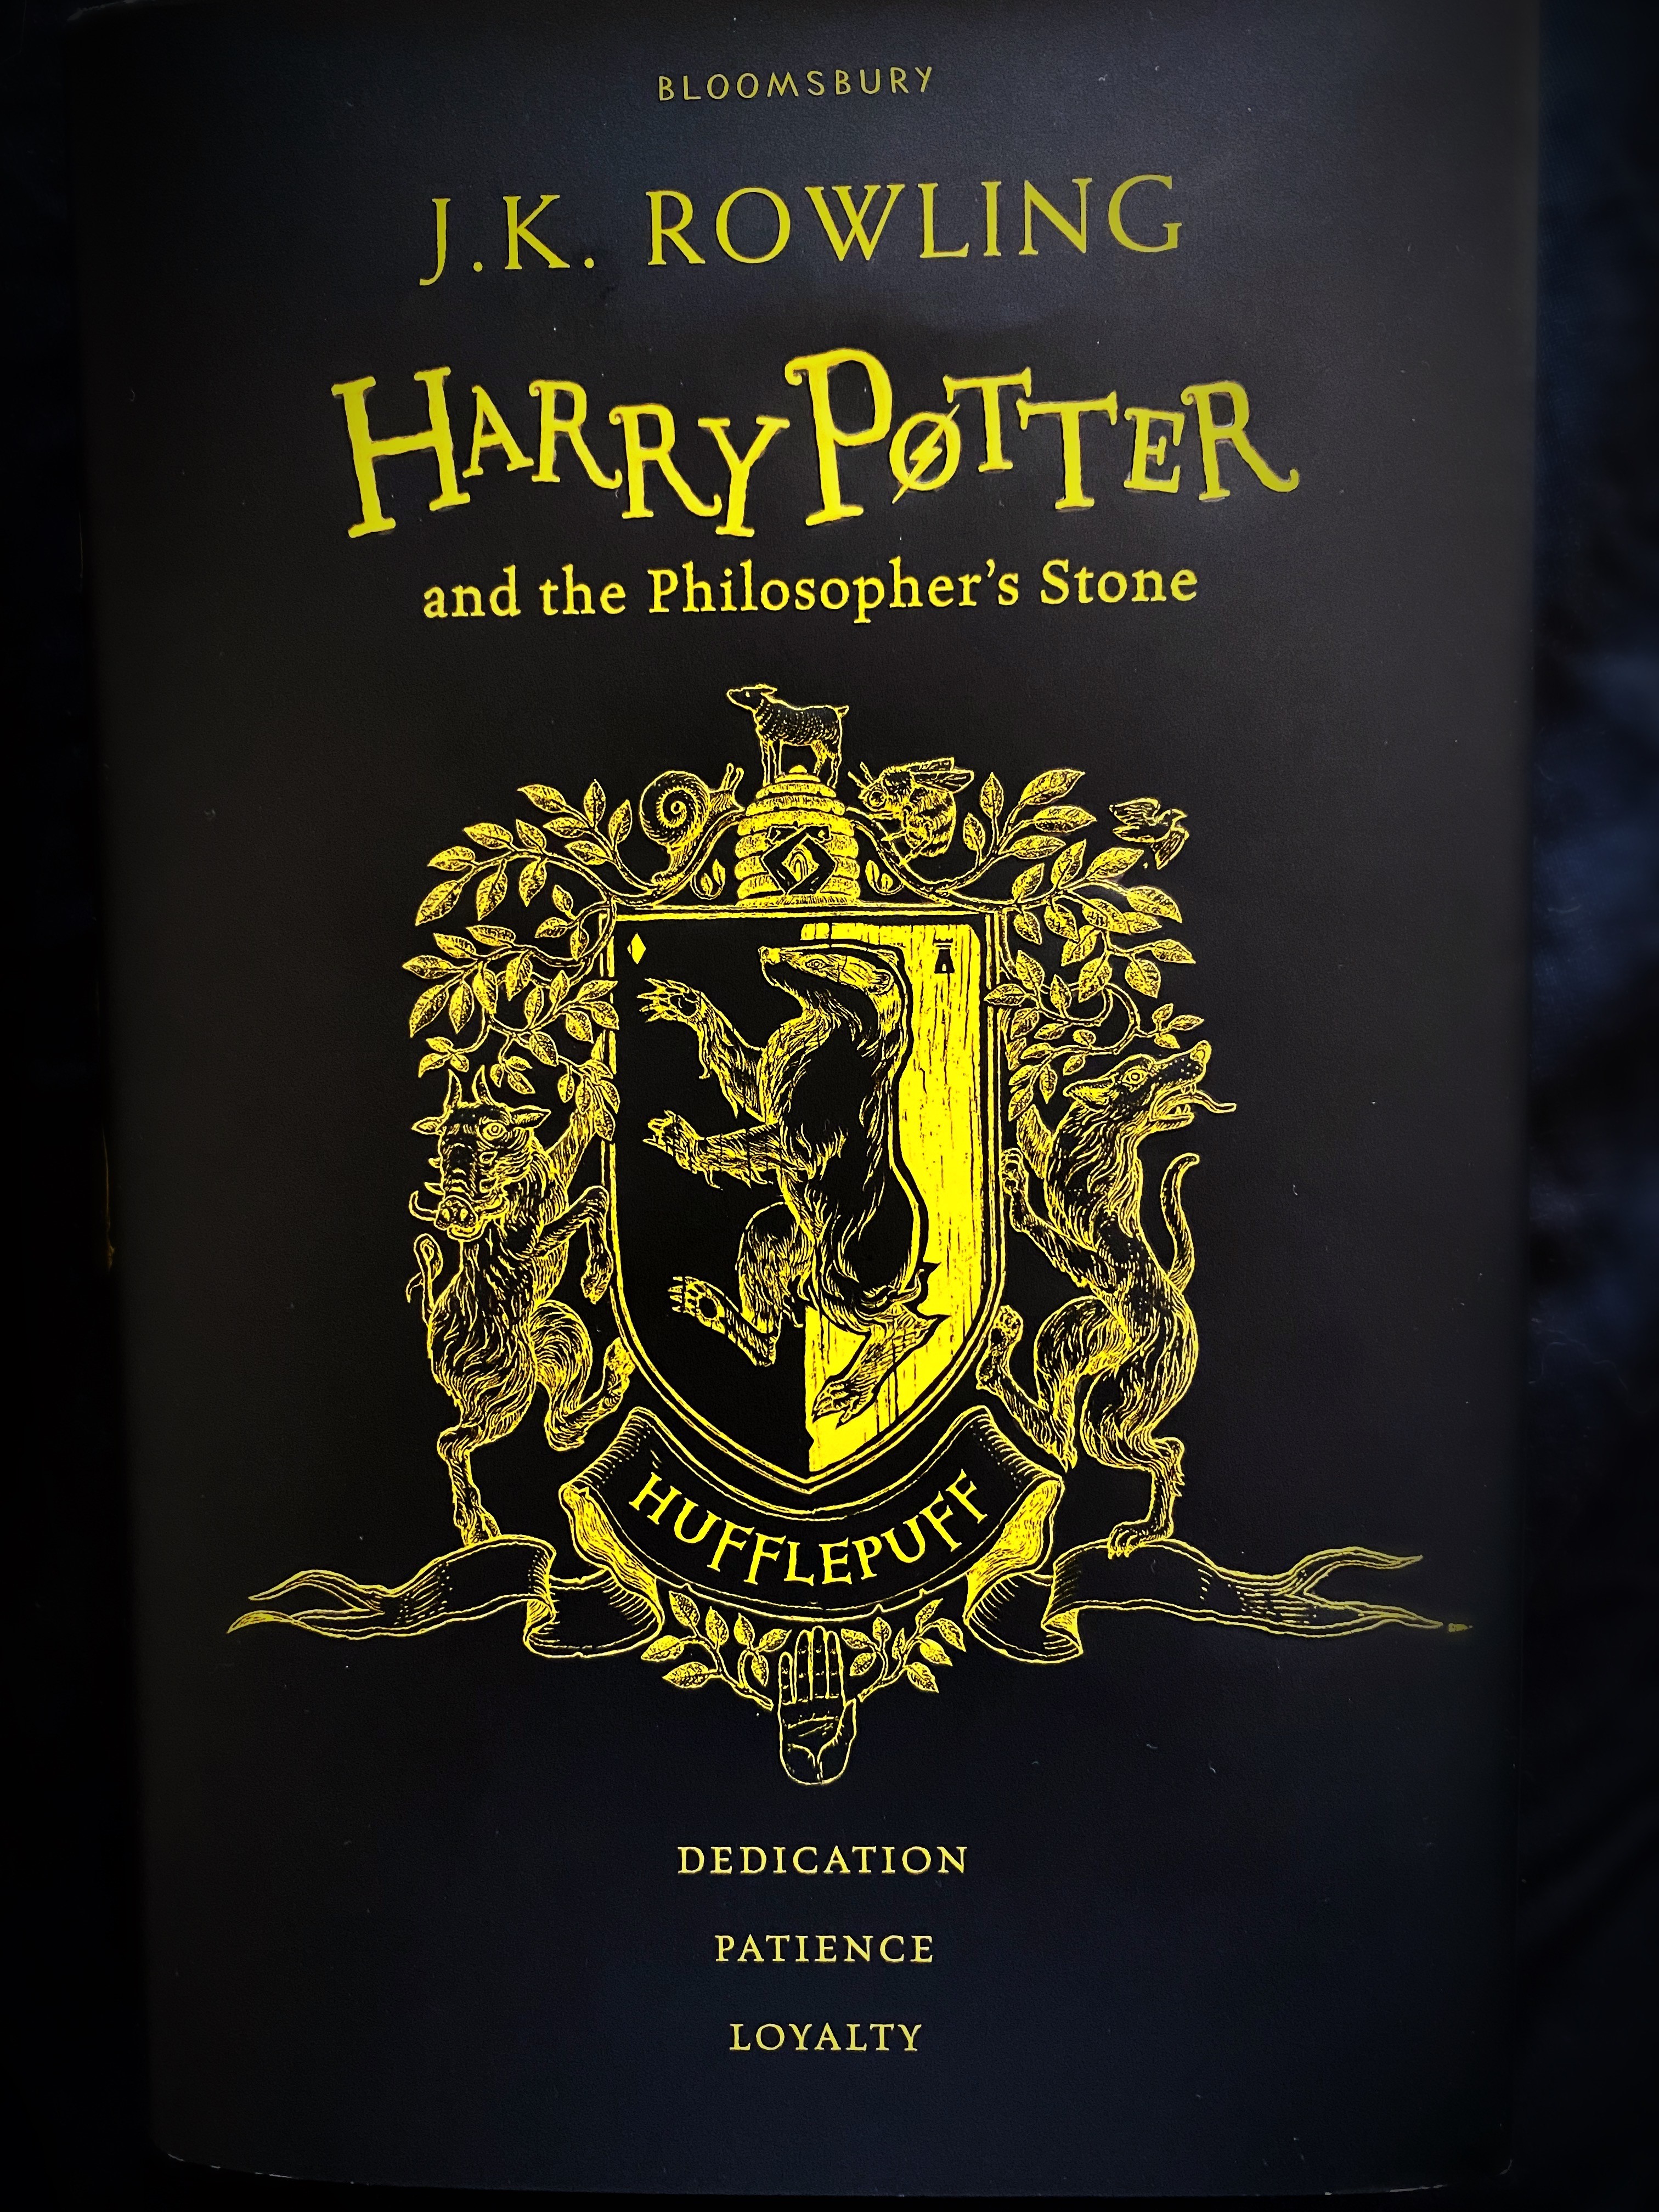 BLOOMSBURY
J.K. ROWLING
HARRY POTTER
and the Philosopher's Stone
HUFFLEPUFF
DEDICATION
PATIENCE
LOYALTY